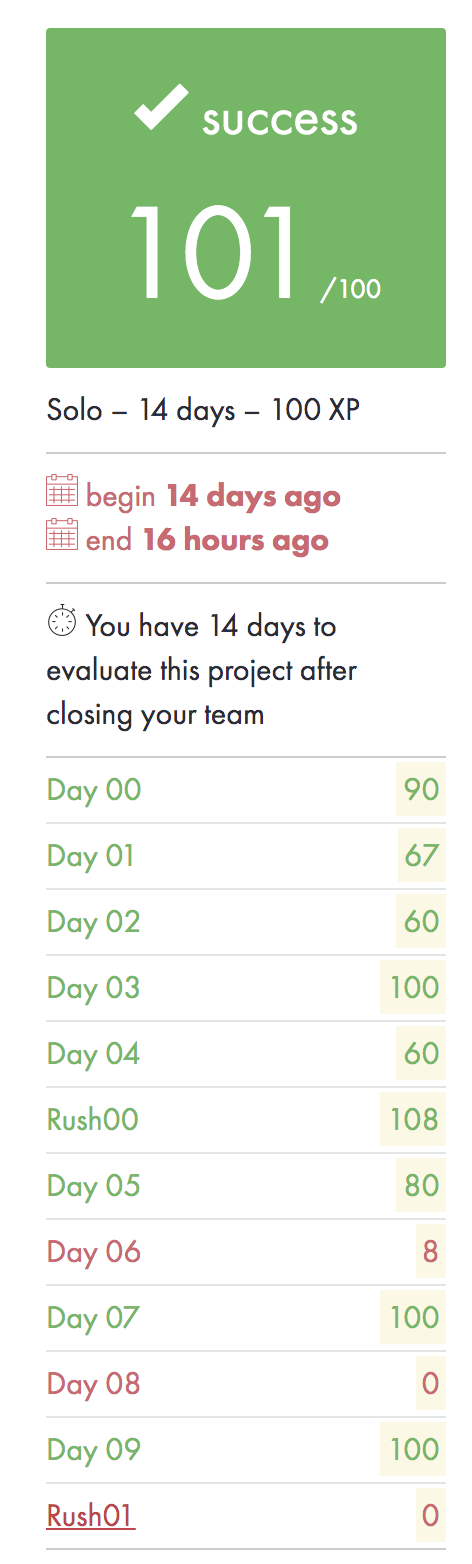 success
101 /100
Solo – 14 days – 100 XP
begin 14 days ago
end 16 hours ago
You have 14 days to
evaluate this project after
closing your team
Day 00 90
Day 01 67
Day 02 60
Day 03 100
Day 04 60
Rush00 108
Day 05 80
Day 06 8
Day 07 100
Day 08 0
Day 09 100
Rush01 0